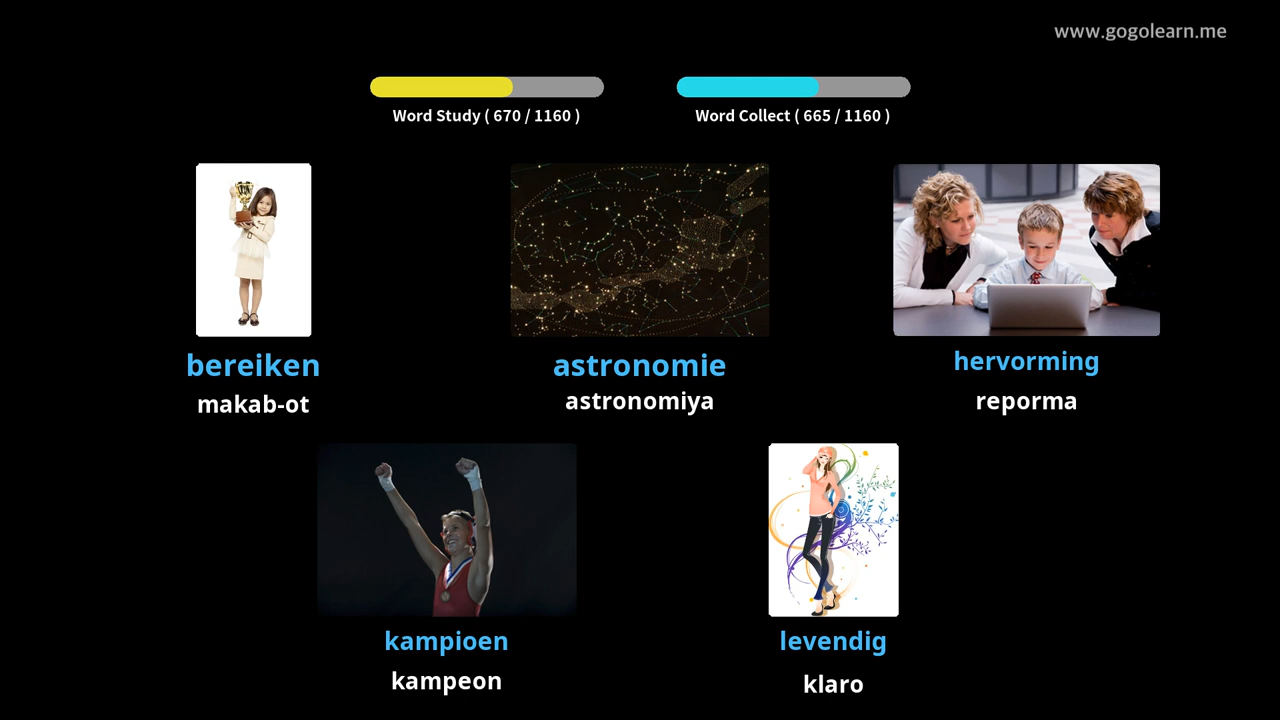 www.gogolearn.me
Word Study ( 670 / 1160 )
Word Collect ( 665 / 1160 )
bereiken
makab-ot
astronomie
astronomiya
hervorming
reporma
kampioen
kampeon
levendig
klaro